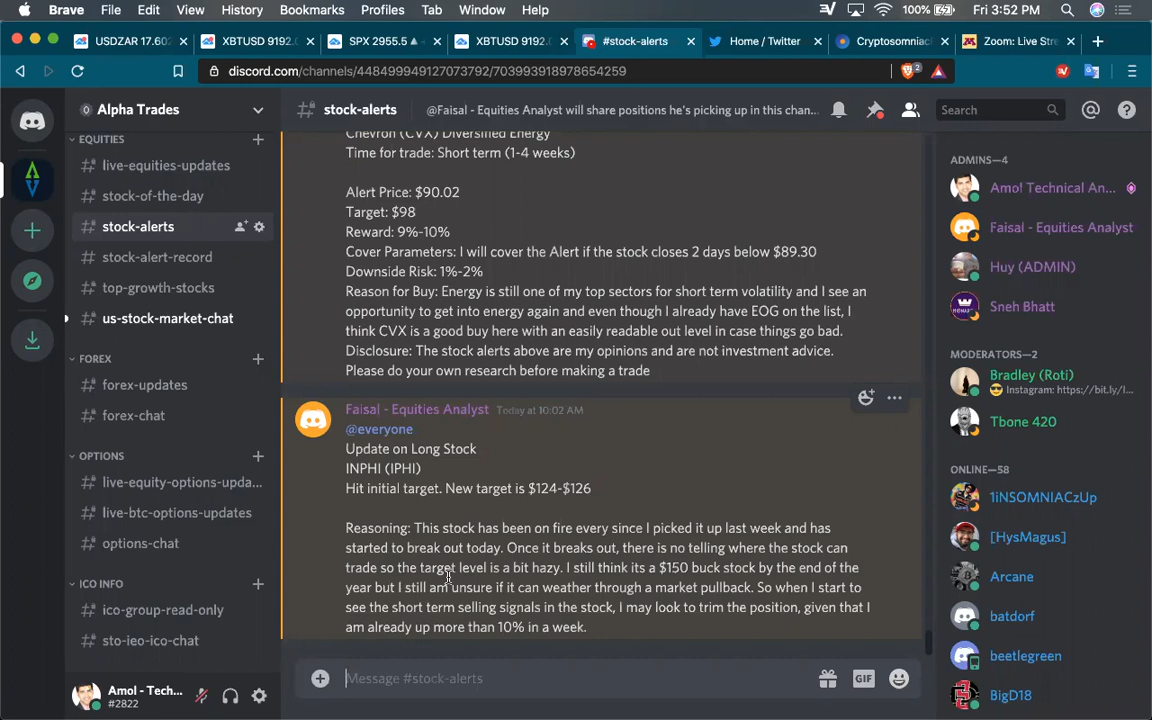 Brave File Edit View History Bookmarks Profiles Tab Window Help 100% Fri 3:52 PM
USDZAR 17.602 XBTUSD 9192.0 SPX 2955.5 XBTUSD 9192.0 #stock-alerts Home / Twitter Cryptosomniac Zoom: Live Stre
discord.com/channels/448499949127073792/703993918978654259 2
Alpha Trades
stock-alerts @Faisal - Equities Analyst will share positions he's picking up in this chan... Search
EQUITIES
live-equities-updates
stock-of-the-day
stock-alerts
stock-alert-record
top-growth-stocks
us-stock-market-chat
FOREX
forex-updates
forex-chat
OPTIONS
live-equity-options-upda...
live-btc-options-updates
options-chat
ICO INFO
ico-group-read-only
sto-ieo-ico-chat
Amol - Tech...
#2822
Chevron (CVX) Diversified Energy
Time for trade: Short term (1-4 weeks)
Alert Price: $90.02
Target: $98
Reward: 9%-10%
Cover Parameters: I will cover the Alert if the stock closes 2 days below $89.30
Downside Risk: 1%-2%
Reason for Buy: Energy is still one of my top sectors for short term volatility and I see an
opportunity to get into energy again and even though I already have EOG on the list, I
think CVX is a good buy here with an easily readable out level in case things go bad.
Disclosure: The stock alerts above are my opinions and are not investment advice.
Please do your own research before making a trade
Faisal - Equities Analyst Today at 10:02 AM
@everyone
Update on Long Stock
INPHI (IPHI)
Hit initial target. New target is $124-$126
Reasoning: This stock has been on fire every since I picked it up last week and has
started to break out today. Once it breaks out, there is no telling where the stock can
trade so the target level is a bit hazy. I still think its a $150 buck stock by the end of the
year but I still am unsure if it can weather through a market pullback. So when I start to
see the short term selling signals in the stock, I may look to trim the position, given that I
am already up more than 10% in a week.
Message #stock-alerts
GIF
ADMINS—4
Amol Technical An...
Faisal - Equities Analyst
Huy (ADMIN)
Sneh Bhatt
MODERATORS—2
Bradley (Roti)
Instagram: https://bit.ly/l...
Tbone 420
ONLINE—58
1iNSOMNIACzUp
[HysMagus]
Arcane
batdorf
beetlegreen
BigD18